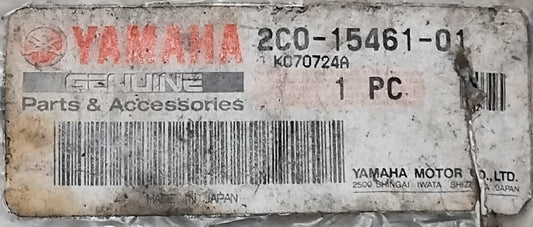 YAMAHA 2C0-15461-01
GENUINE KC70724A
Parts & Accessories 1 PC
YAMAHA MOTOR CO.,LTD.
2500 SHINGAI IWATA SHIZ JAPAN
MADE IN JAPAN